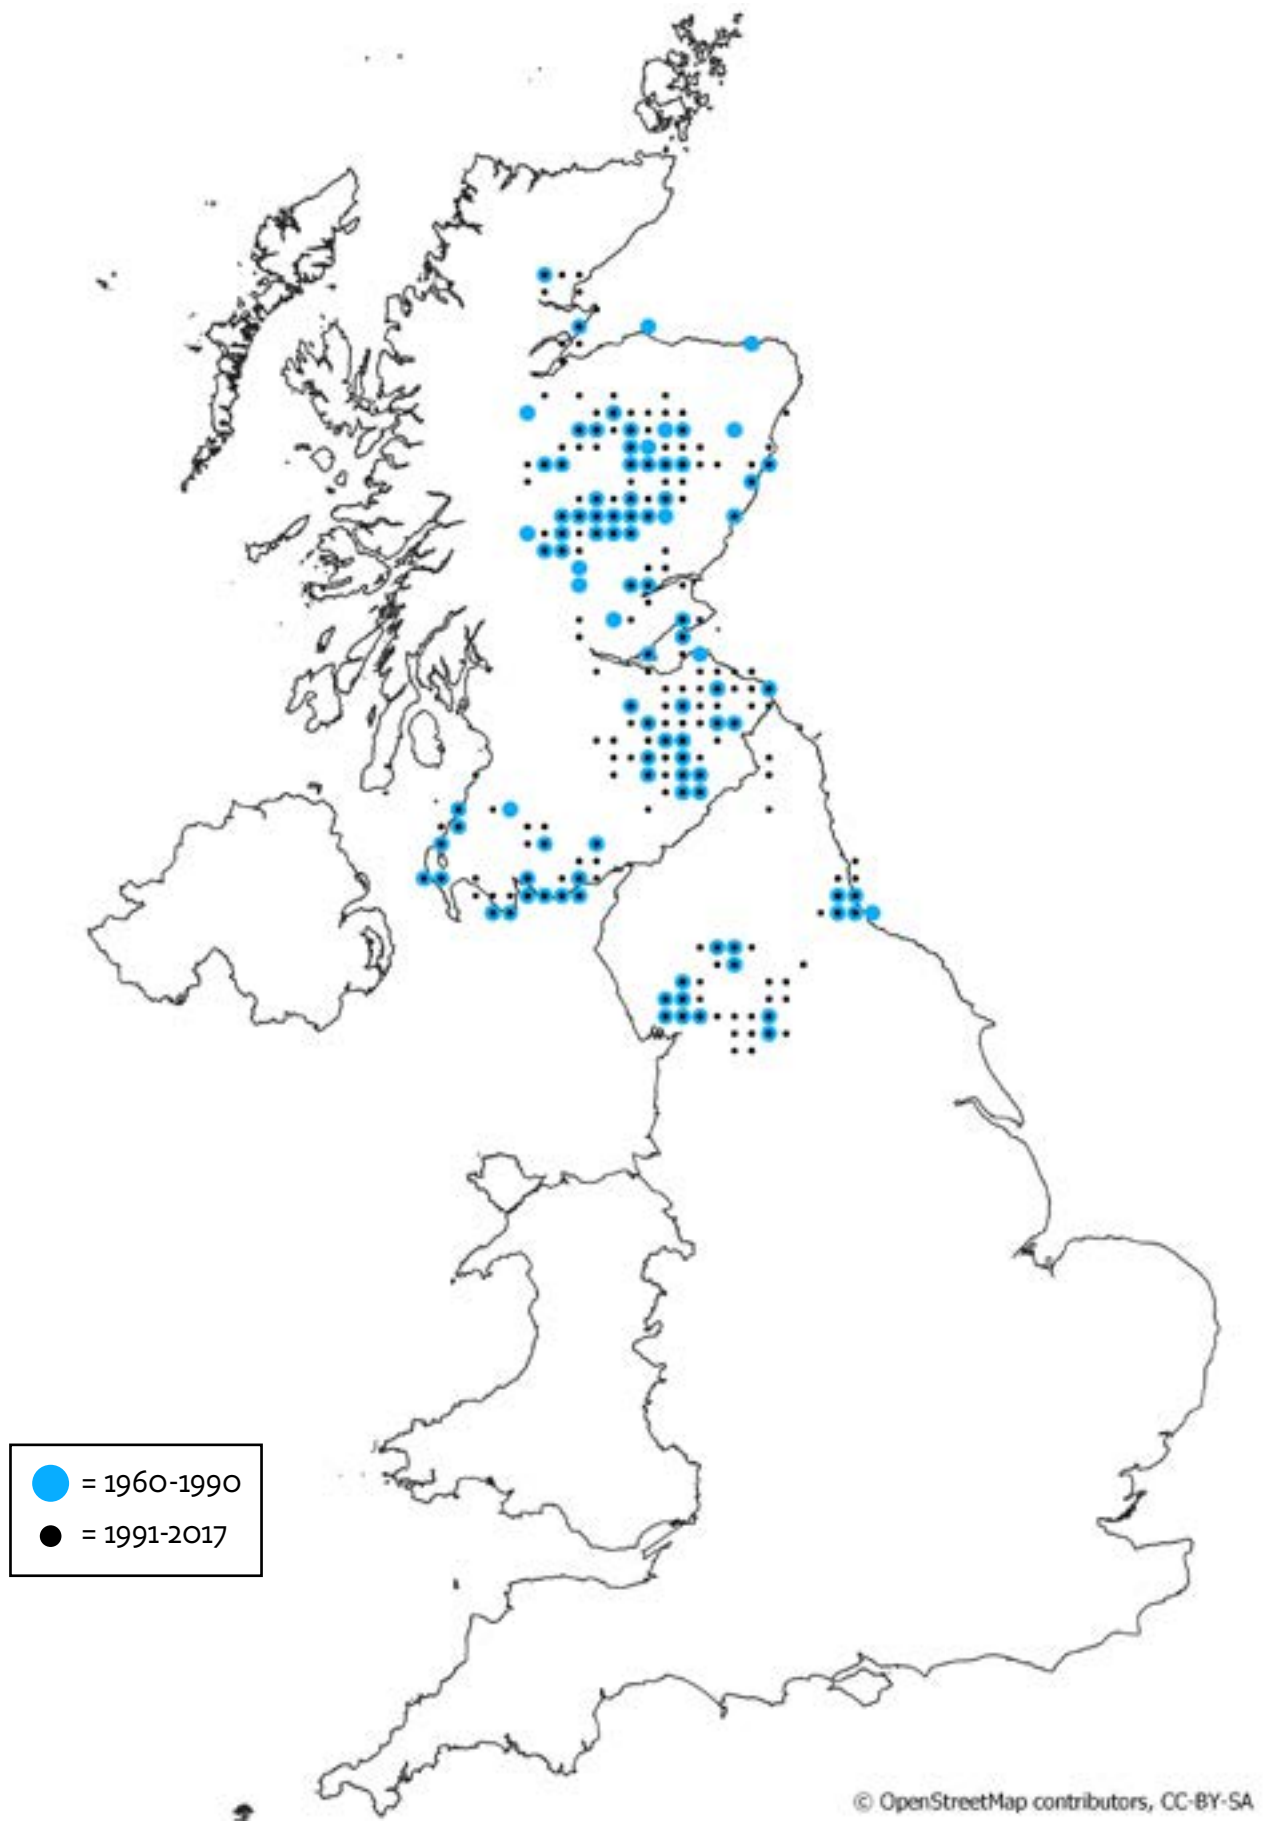 = 1960-1990
= 1991-2017
© OpenStreetMap contributors, CC-BY-SA